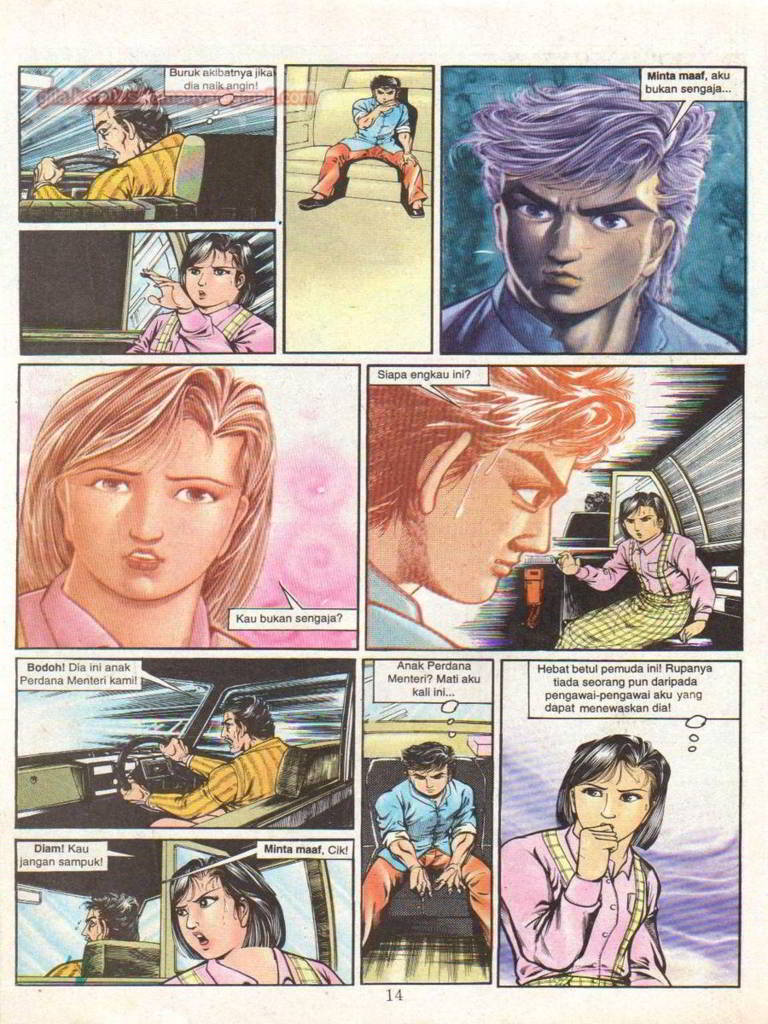 Buruk akibatnya jika
dia naik angin!
Minta maaf, aku
bukan sengaja...
Kau bukan sengaja?
Siapa engkau ini?
Bodoh! Dia ini anak
Perdana Menteri kami!
Diam! Kau
jangan sampuk!
Minta maaf, Cik!
Anak Perdana
Menteri? Mati aku
kali ini...
Hebat betul pemuda ini! Rupanya
tiada seorang pun daripada
pengawai-pengawai aku yang
dapat menewaskan dia!
14